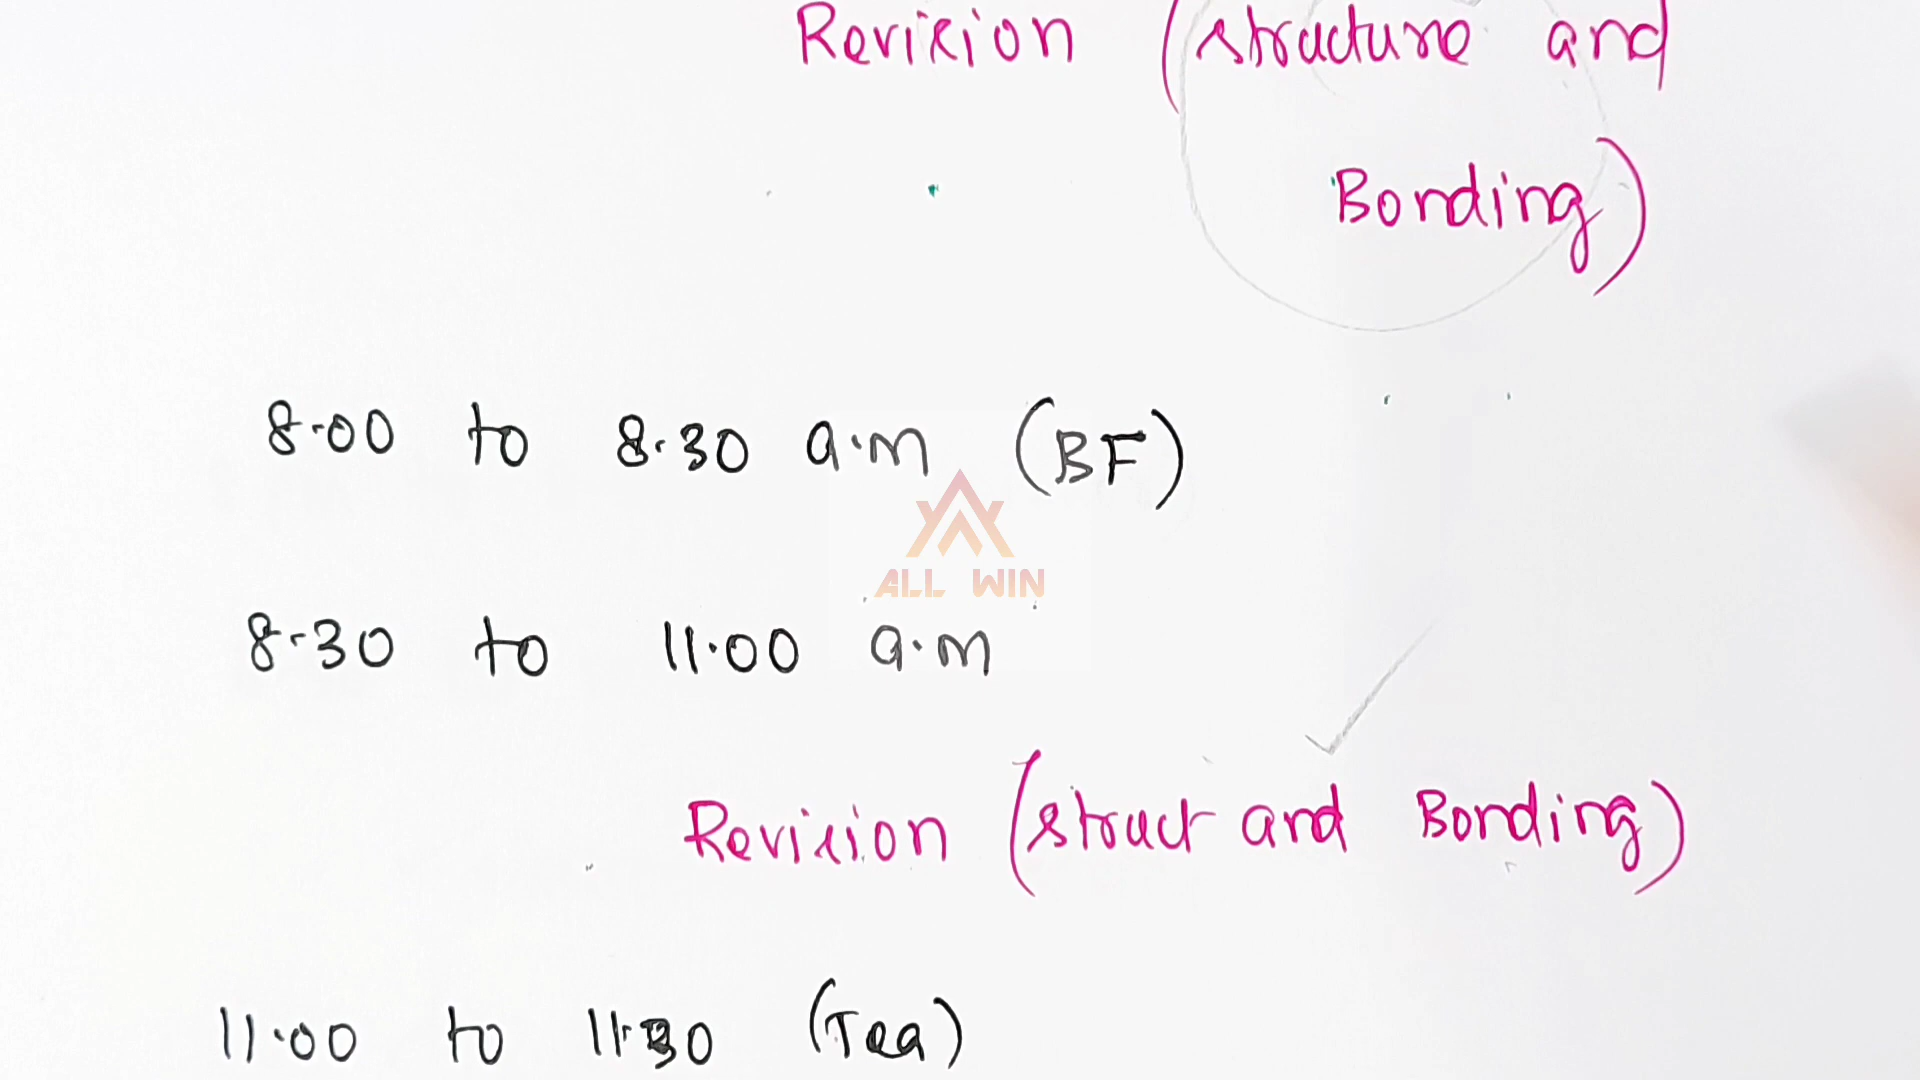 Revision (structure and
Bonding)
8.00 to 8.30 a.m (BF)
ALL WIN
8.30 to 11.00 a.m
Revision (struct and Bonding)
11.00 to 11.30 (Tea)